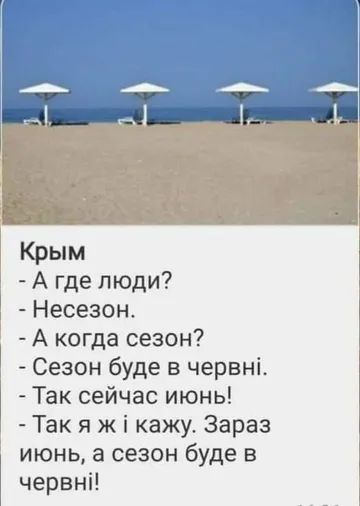 Крым
- А где люди?
- Несезон.
- А когда сезон?
- Сезон буде в червні.
- Так сейчас июнь!
- Так я ж і кажу. Зараз
июнь, а сезон буде в
червні!